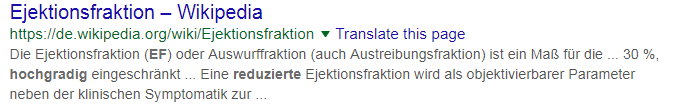 Ejektionsfraktion – Wikipedia
https://de.wikipedia.org/wiki/Ejektionsfraktion ▼ Translate this page
Die Ejektionsfraktion (EF) oder Auswurffraktion (auch Austreibungsfraktion) ist ein Maß für die ... 30 %,
hochgradig eingeschränkt ... Eine reduzierte Ejektionsfraktion wird als objektivierbarer Parameter
neben der klinischen Symptomatik zur ...